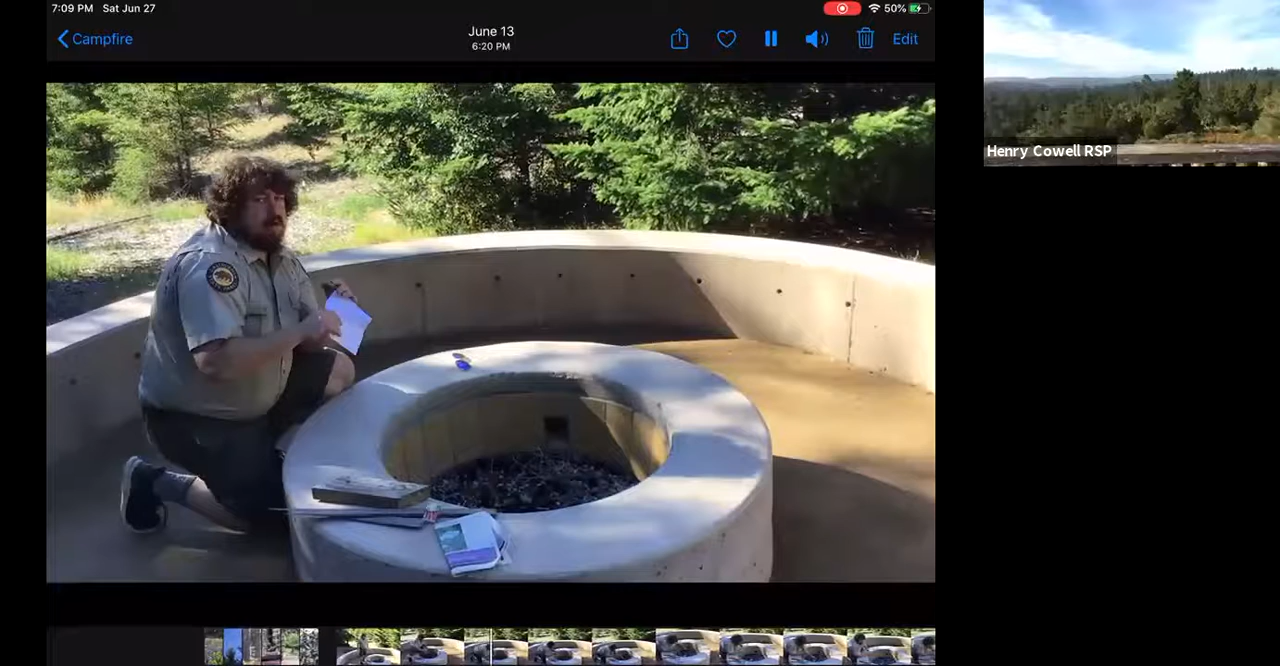 7:09 PM Sat Jun 27
50%
Campfire
June 13
6:20 PM
Edit
Henry Cowell RSP